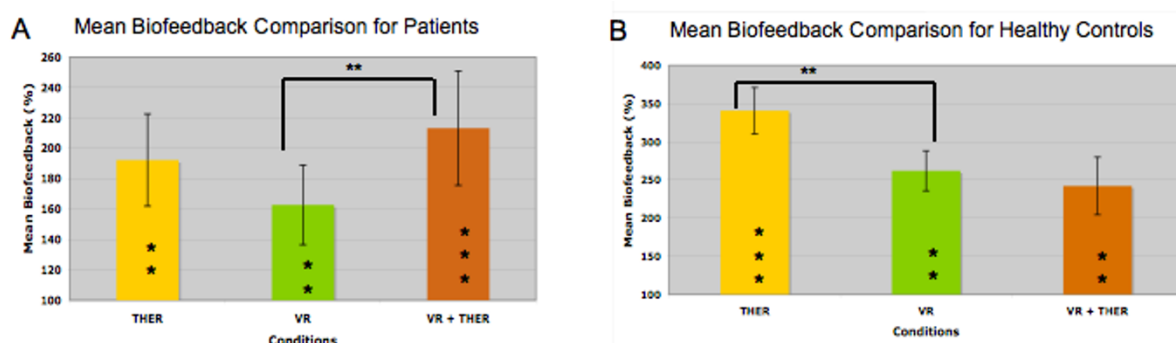 A Mean Biofeedback Comparison for Patients
Mean Biofeedback (%)
260
240
220
200
180
160
140
120
100
**
* *
* *
* * *
THER VR VR + THER
Conditions
B Mean Biofeedback Comparison for Healthy Controls
Mean Biofeedback (%)
400
350
300
250
200
150
100
**
* * *
* *
* *
THER VR VR + THER
Conditions